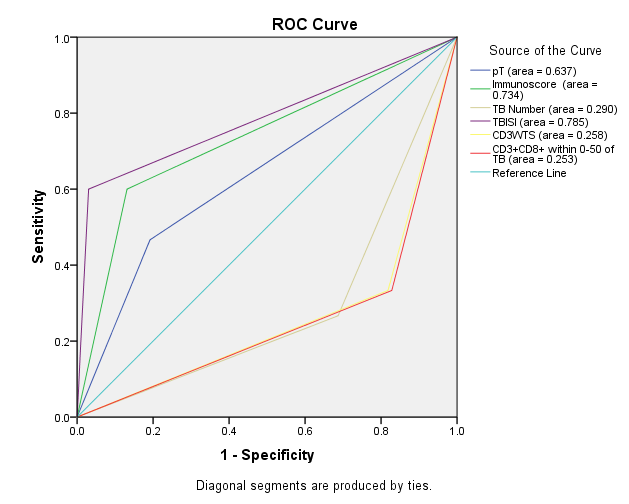 ROC Curve
Source of the Curve
pT (area = 0.637)
Immunoscore (area =
0.734)
TB Number (area = 0.290)
TBISI (area = 0.785)
CD3WTS (area = 0.258)
CD3+CD8+ within 0-50 of
TB (area = 0.253)
Reference Line
Sensitivity
1.0
0.8
0.6
0.4
0.2
0.0
0.0 0.2 0.4 0.6 0.8 1.0
1 - Specificity
Diagonal segments are produced by ties.